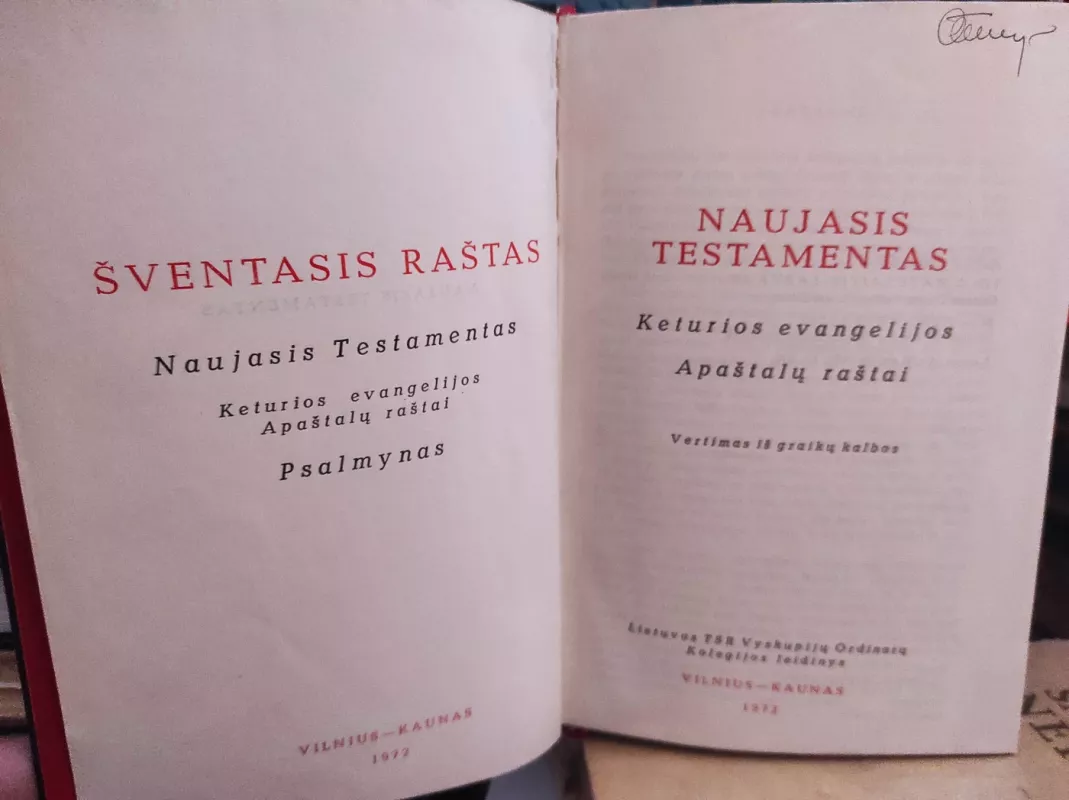 ŠVENTASIS RAŠTAS
Naujasis Testamentas
Keturios evangelijos
Apaštalų raštai
Psalmynas
VILNIUS—KAUNAS
1972
NAUJASIS
TESTAMENTAS
Keturios evangelijos
Apaštalų raštai
Vertimas iš graikų kalbos
Lietuvos TSR Vyskupijų Ordinarų
Kolegijos leidinys
VILNIUS—KAUNAS
1972